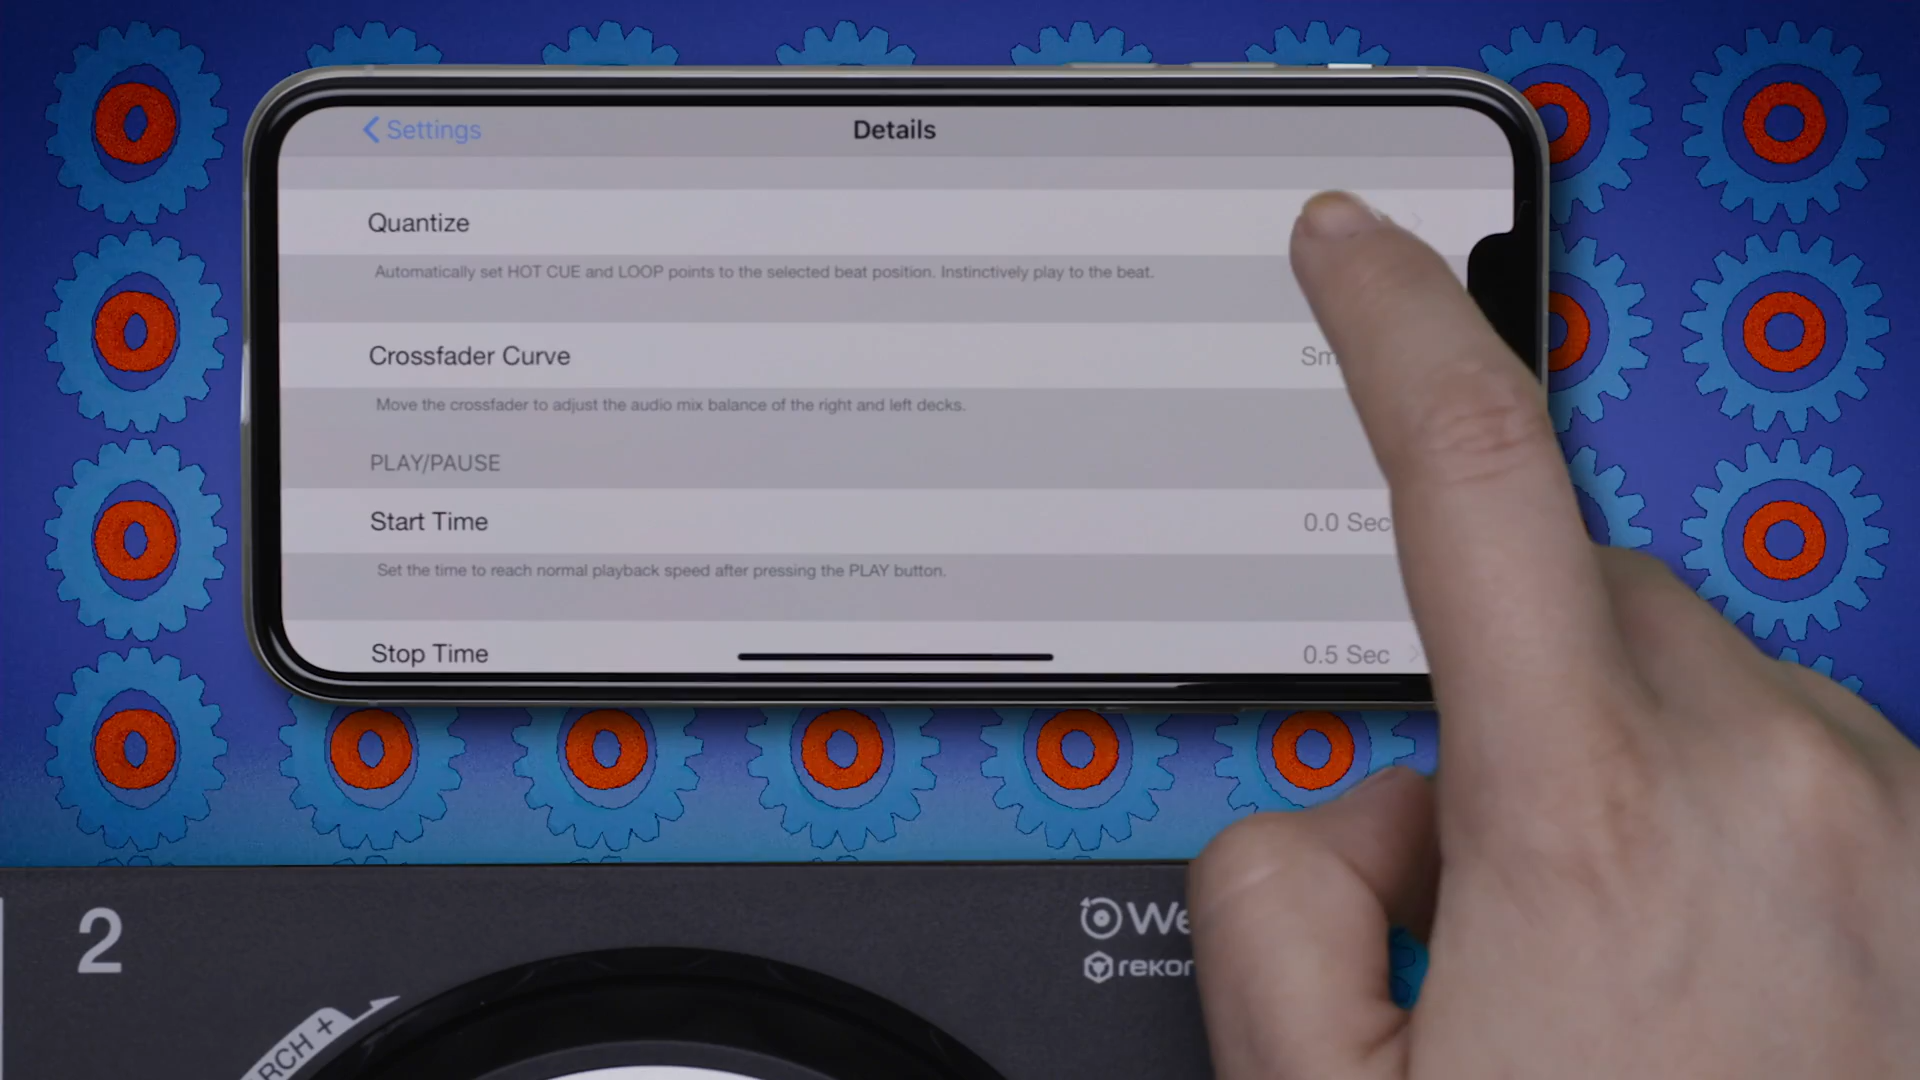 Settings
Details
Quantize
Automatically set HOT CUE and LOOP points to the selected beat position. Instinctively play to the beat.
Crossfader Curve
Move the crossfader to adjust the audio mix balance of the right and left decks.
PLAY/PAUSE
Start Time 0.0 Sec
Set the time to reach normal playback speed after pressing the PLAY button.
Stop Time 0.5 Sec
2